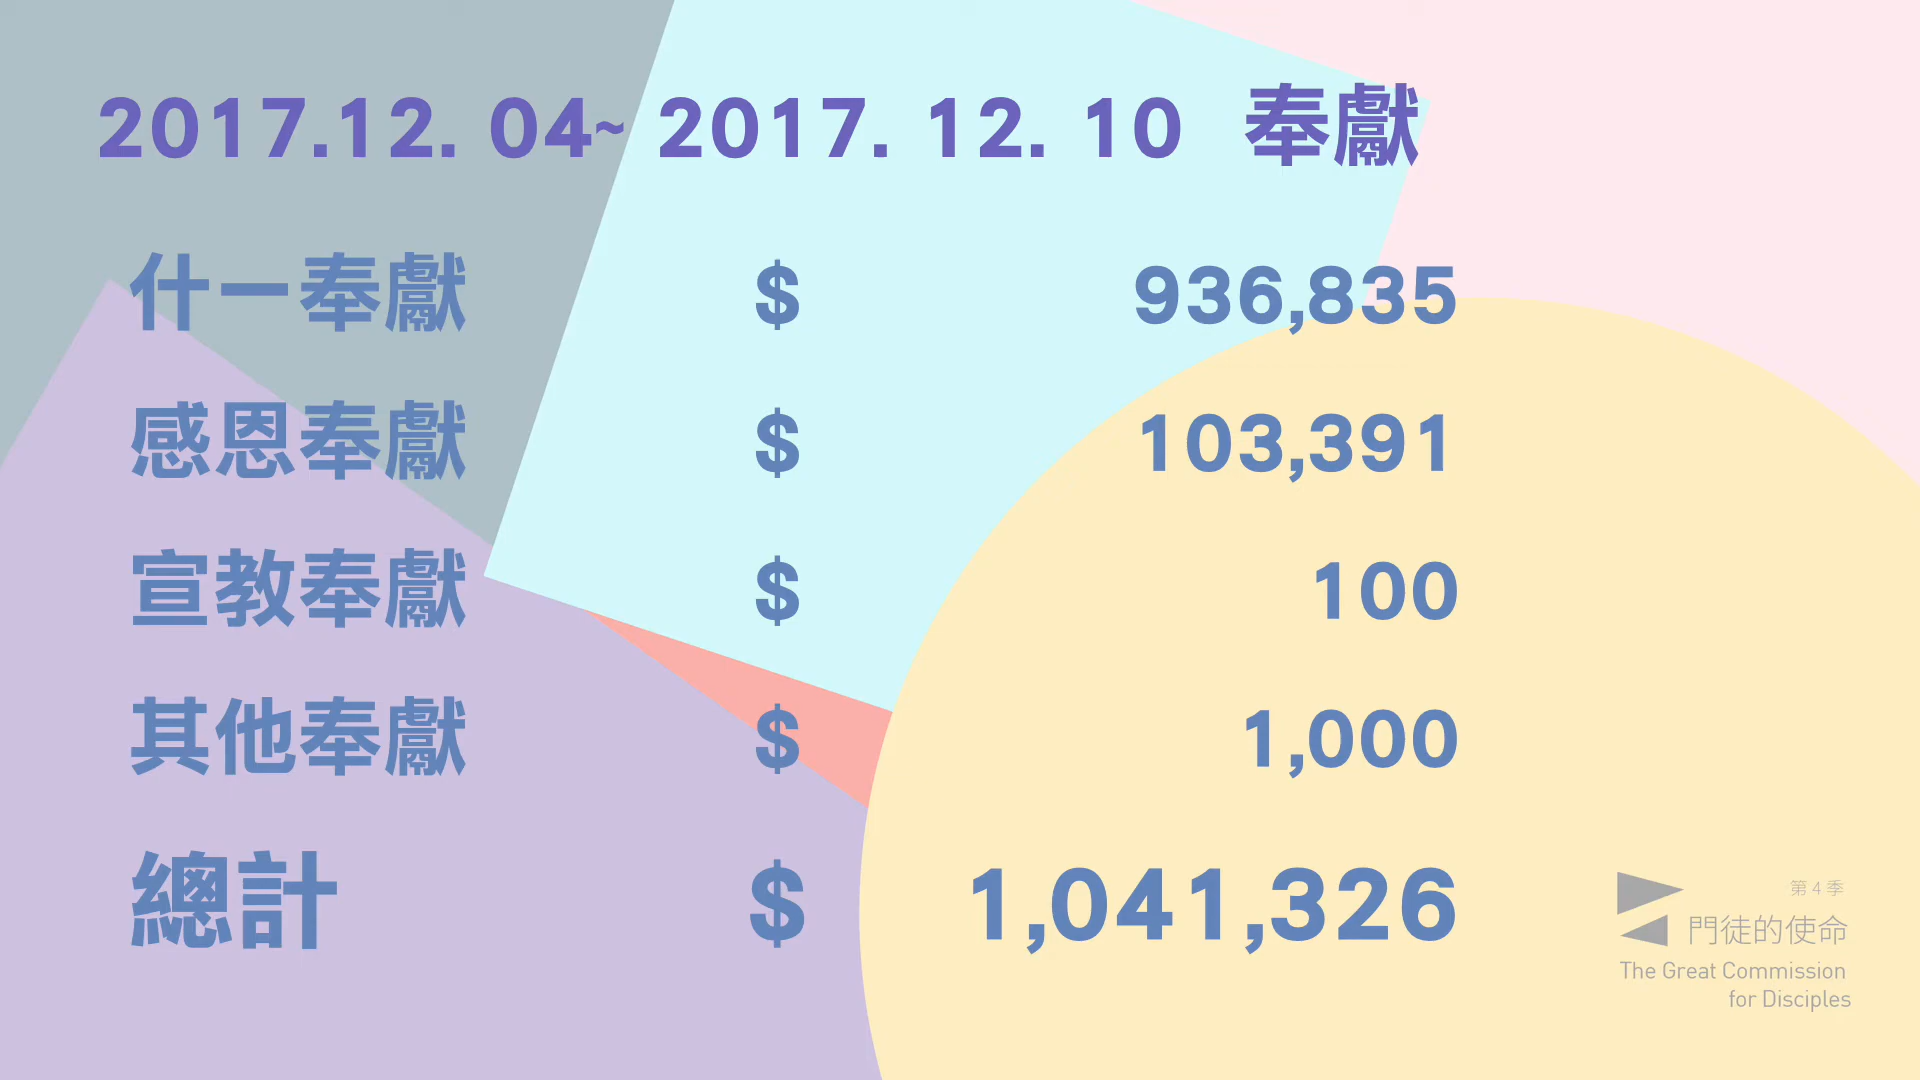 2017.12. 04~ 2017. 12. 10 奉獻
什一奉獻 $ 936,835
感恩奉獻 $ 103,391
宣教奉獻 $ 100
其他奉獻 $ 1,000
總計 $ 1,041,326
第4季
門徒的使命
The Great Commission
for Disciples